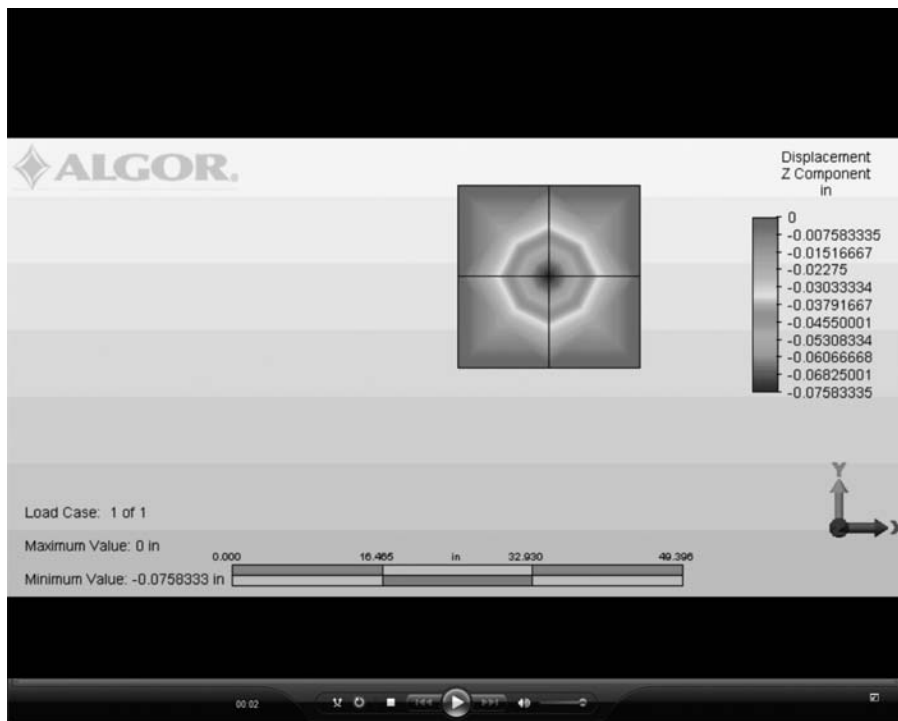 ALGOR.
Displacement
Z Component
in
0
-0.007583335
-0.01516667
-0.02275
-0.03033334
-0.03791667
-0.04550001
-0.05308334
-0.06066668
-0.06825001
-0.07583335
Y
X
Load Case: 1 of 1
Maximum Value: 0 in
Minimum Value: -0.0758333 in
0.000 16.465 in 32.930 49.396
00:02